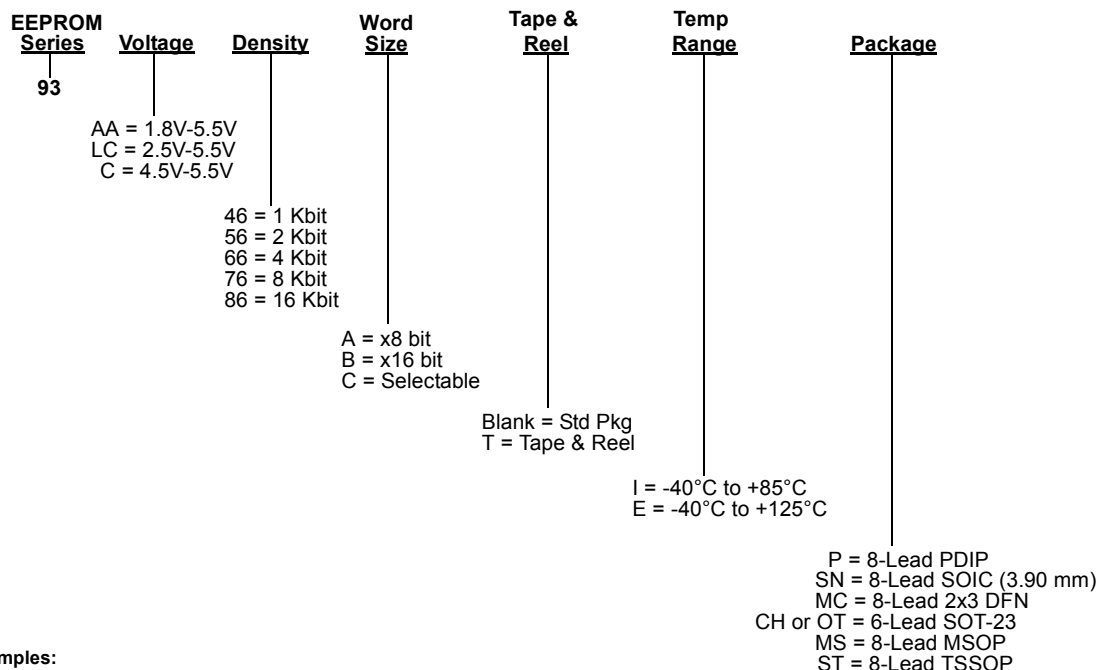 EEPROM Series
Voltage
Density
Word Size
Tape & Reel
Temp Range
Package
93
AA = 1.8V-5.5V
LC = 2.5V-5.5V
C = 4.5V-5.5V
46 = 1 Kbit
56 = 2 Kbit
66 = 4 Kbit
76 = 8 Kbit
86 = 16 Kbit
A = x8 bit
B = x16 bit
C = Selectable
Blank = Std Pkg
T = Tape & Reel
I = -40°C to +85°C
E = -40°C to +125°C
P = 8-Lead PDIP
SN = 8-Lead SOIC (3.90 mm)
MC = 8-Lead 2x3 DFN
CH or OT = 6-Lead SOT-23
MS = 8-Lead MSOP
ST = 8-Lead TSSOP
mples: